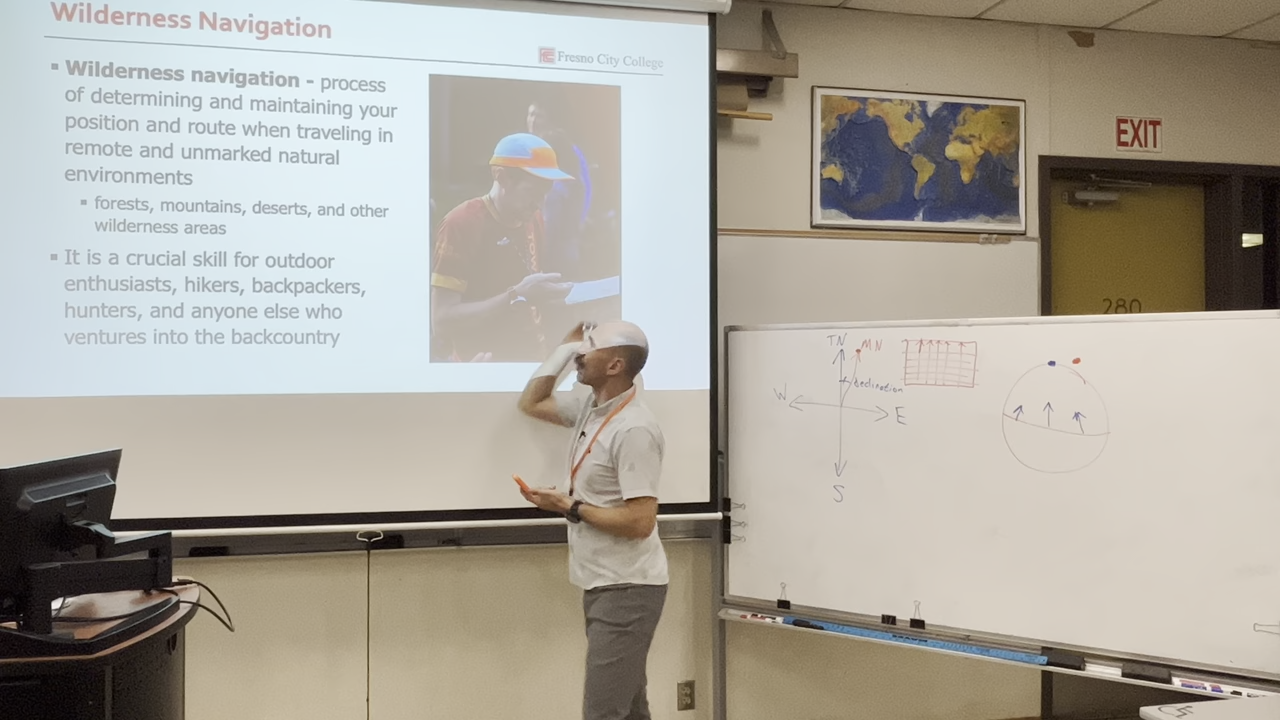 Wilderness Navigation
Fresno City College
▪ Wilderness navigation - process
of determining and maintaining your
position and route when traveling in
remote and unmarked natural
environments
▪ forests, mountains, deserts, and other
wilderness areas
▪ It is a crucial skill for outdoor
enthusiasts, hikers, backpackers,
hunters, and anyone else who
ventures into the backcountry
EXIT
280
TN
MN
declination
W
E
S